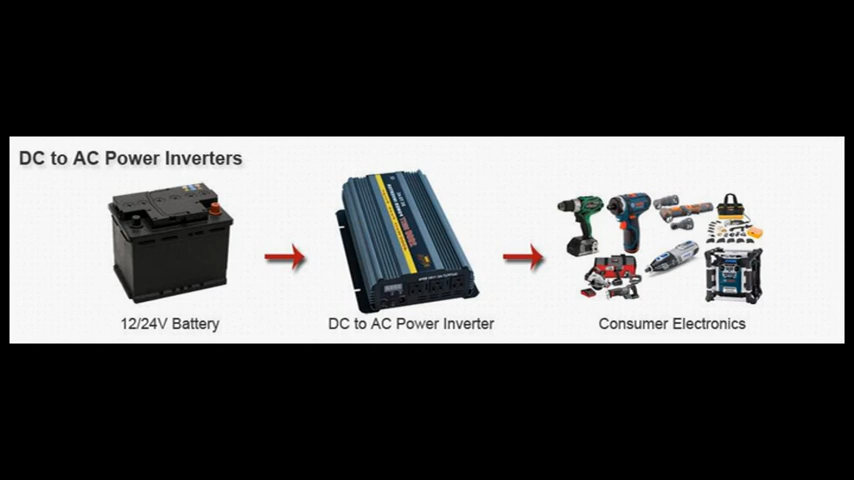 DC to AC Power Inverters
12/24V Battery
DC to AC Power Inverter
Consumer Electronics